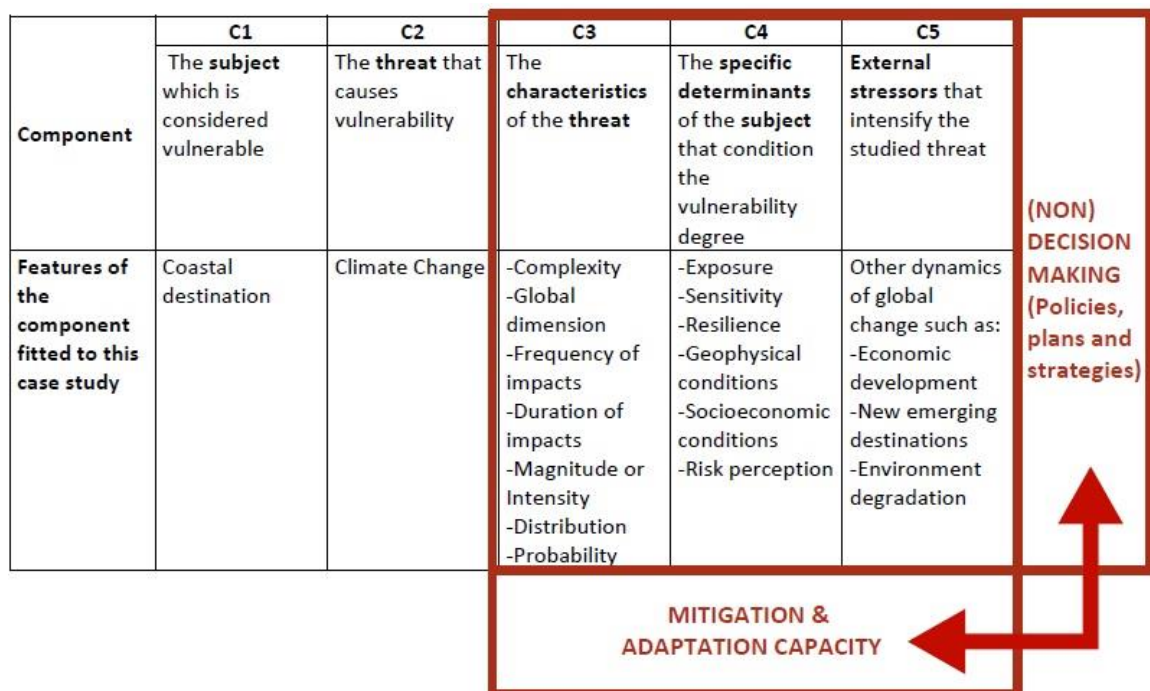 C1
C2
C3
C4
C5
Component
The subject
which is
considered
vulnerable
The threat that
causes
vulnerability
The
characteristics
of the threat
The specific
determinants
of the subject
that condition
the
vulnerability
degree
External
stressors that
intensify the
studied threat
Features of
the
component
fitted to this
case study
Coastal
destination
Climate Change
-Complexity
-Global
dimension
-Frequency of
impacts
-Duration of
impacts
-Magnitude or
Intensity
-Distribution
-Probability
-Exposure
-Sensitivity
-Resilience
-Geophysical
conditions
-Socioeconomic
conditions
-Risk perception
Other dynamics
of global
change such as:
-Economic
development
-New emerging
destinations
-Environment
degradation
(NON)
DECISION
MAKING
(Policies,
plans and
strategies)
MITIGATION &
ADAPTATION CAPACITY